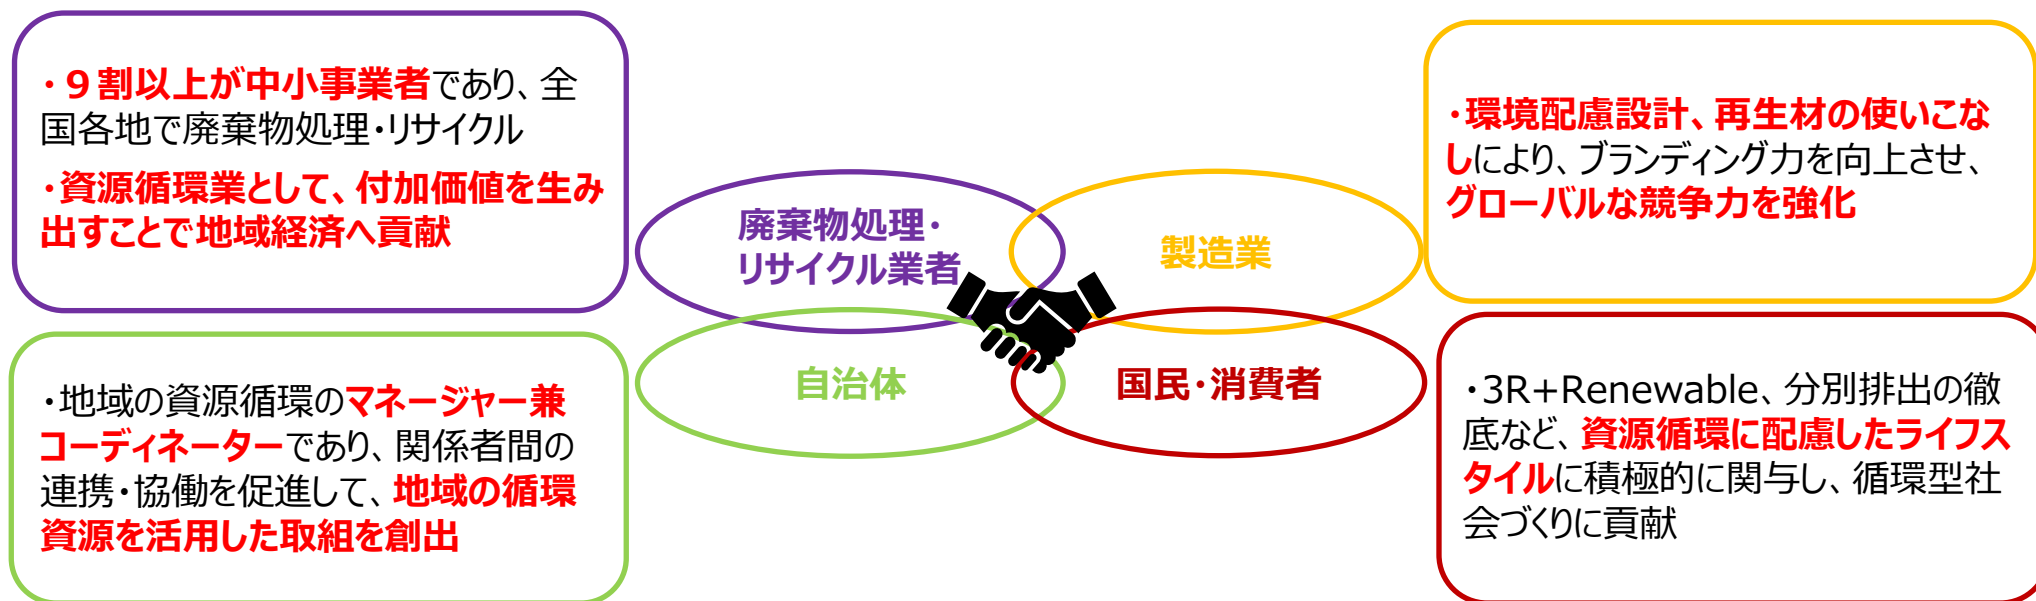 ・９割以上が中小事業者であり、全
国各地で廃棄物処理・リサイクル
・資源循環業として、付加価値を生み
出すことで地域経済へ貢献
・地域の資源循環のマネージャー兼
コーディネーターであり、関係者間の
連携・協働を促進して、地域の循環
資源を活用した取組を創出
廃棄物処理・
リサイクル業者
製造業
自治体
国民・消費者
・環境配慮設計、再生材の使いこな
しにより、ブランディング力を向上させ、
グローバルな競争力を強化
・3R+Renewable、分別排出の徹
底など、資源循環に配慮したライフス
タイルに積極的に関与し、循環型社
会づくりに貢献